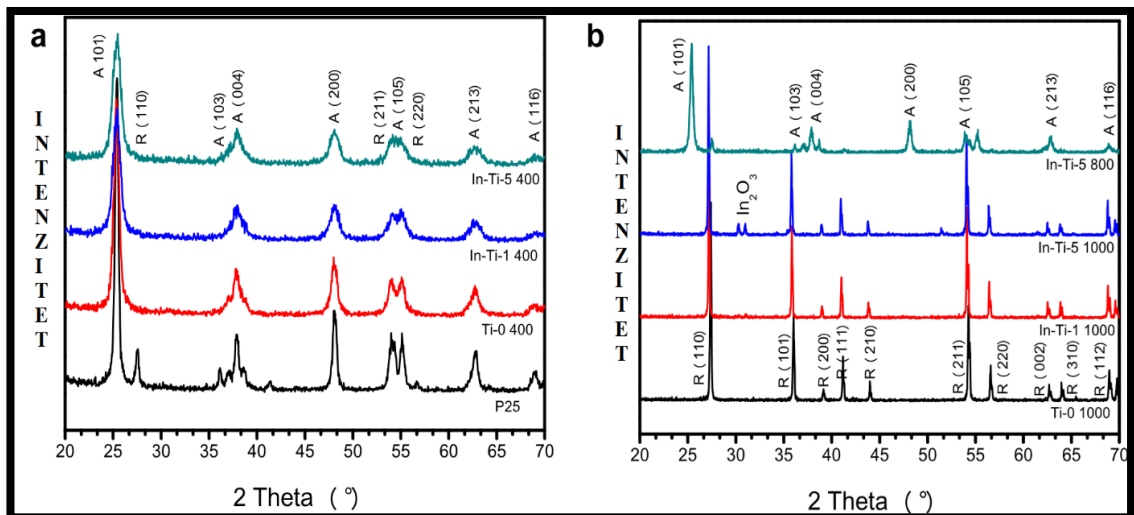 a
INTENZITET
A 101)
R (110)
A (103)
A (004)
A (200)
R (211)
A (105)
R (220)
A (213)
A (116)
In-Ti-5 400
In-Ti-1 400
Ti-0 400
P25
20 25 30 35 40 45 50 55 60 65 70
2 Theta (°)
b
INTENZITET
A (101)
A (103)
A (004)
A (200)
A (105)
A (213)
A (116)
In-Ti-5 800
In2O3
In-Ti-5 1000
In-Ti-1 1000
R (110)
R (101)
R (200)
R (111)
R (210)
R (211)
R (220)
R (002)
R (310)
R (112)
Ti-0 1000
20 25 30 35 40 45 50 55 60 65 70
2 Theta (°)